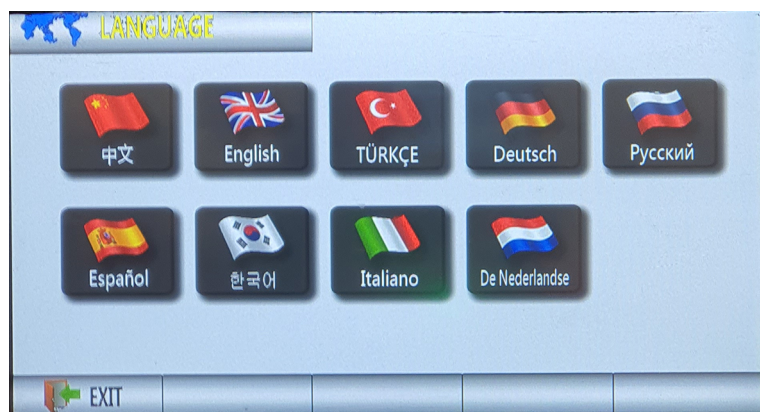 LANGUAGE
中文
English
TÜRKÇE
Deutsch
Русский
Español
한국어
Italiano
De Nederlandse
EXIT